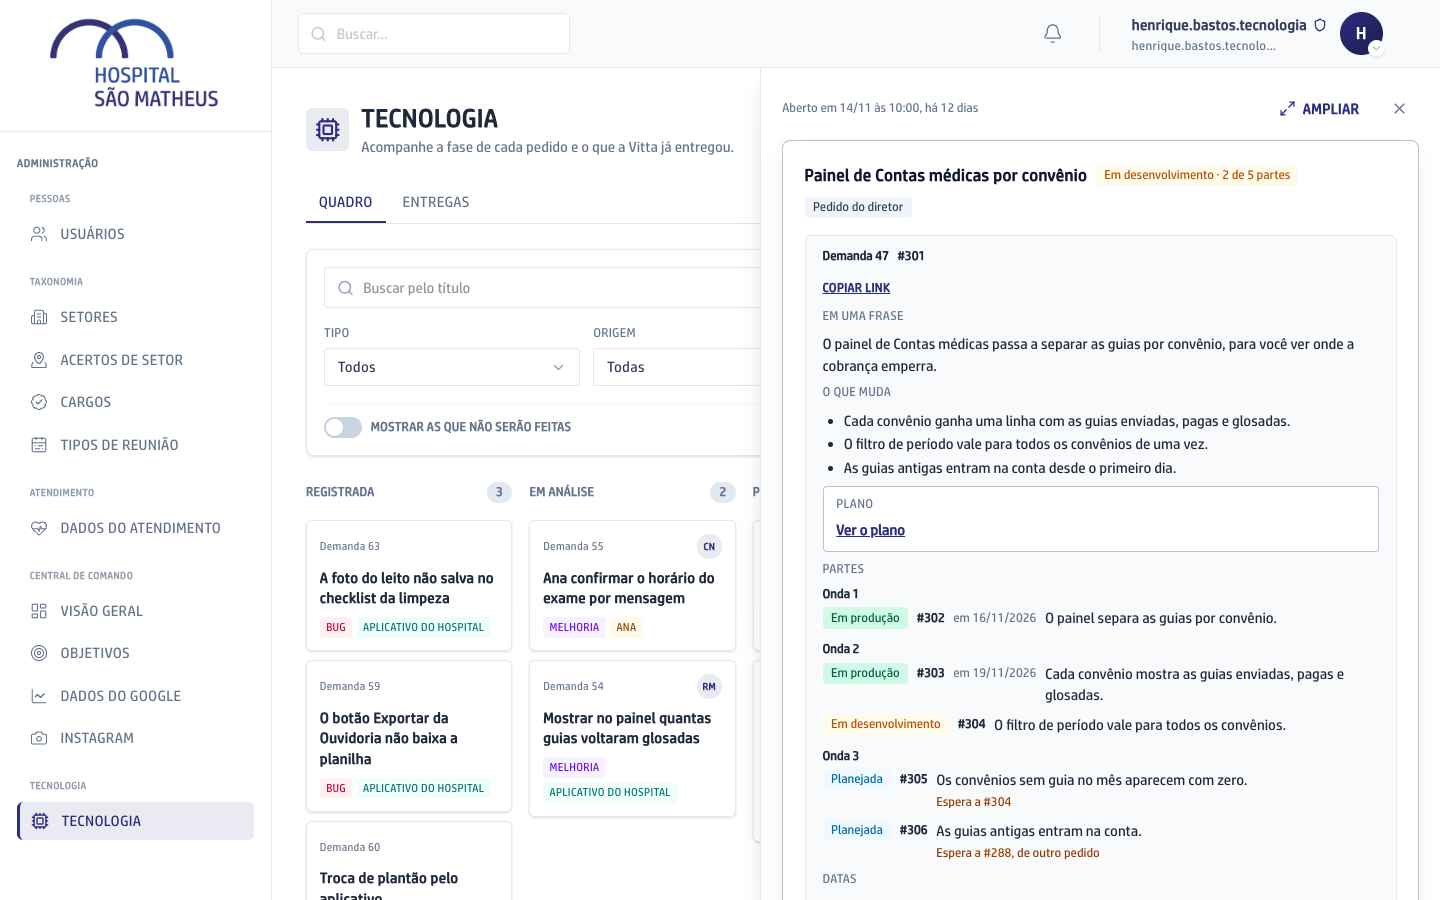 HOSPITAL
SÃO MATHEUS
ADMINISTRAÇÃO
PESSOAS
USUÁRIOS
TAXONOMIA
SETORES
ACERTOS DE SETOR
CARGOS
TIPOS DE REUNIÃO
ATENDIMENTO
DADOS DO ATENDIMENTO
CENTRAL DE COMANDO
VISÃO GERAL
OBJETIVOS
DADOS DO GOOGLE
INSTAGRAM
TECNOLOGIA
TECNOLOGIA
Buscar...
henrique.bastos.tecnologia
henrique.bastos.tecnolo...
H
TECNOLOGIA
Acompanhe a fase de cada pedido e o que a Vitta já entregou.
QUADRO
ENTREGAS
Buscar pelo título
TIPO
ORIGEM
Todos
Todas
MOSTRAR AS QUE NÃO SERÃO FEITAS
REGISTRADA
3
Demanda 63
A foto do leito não salva no
checklist da limpeza
BUG
APLICATIVO DO HOSPITAL
Demanda 59
O botão Exportar da
Ouvidoria não baixa a
planilha
BUG
APLICATIVO DO HOSPITAL
Demanda 60
Troca de plantão pelo
aplicativo
EM ANÁLISE
2
P
Demanda 55
CN
Ana confirmar o horário do
exame por mensagem
MELHORIA
ANA
Demanda 54
RM
Mostrar no painel quantas
guias voltaram glosadas
MELHORIA
APLICATIVO DO HOSPITAL
Aberto em 14/11 às 10:00, há 12 dias
AMPLIAR
Painel de Contas médicas por convênio
Em desenvolvimento · 2 de 5 partes
Pedido do diretor
Demanda 47 #301
COPIAR LINK
EM UMA FRASE
O painel de Contas médicas passa a separar as guias por convênio, para você ver onde a
cobrança emperra.
O QUE MUDA
Cada convênio ganha uma linha com as guias enviadas, pagas e glosadas.
O filtro de período vale para todos os convênios de uma vez.
As guias antigas entram na conta desde o primeiro dia.
PLANO
Ver o plano
PARTES
Onda 1
Em produção #302 em 16/11/2026 O painel separa as guias por convênio.
Onda 2
Em produção #303 em 19/11/2026 Cada convênio mostra as guias enviadas, pagas e
glosadas.
Em desenvolvimento #304 O filtro de período vale para todos os convênios.
Onda 3
Planejada #305 Os convênios sem guia no mês aparecem com zero.
Espera a #304
Planejada #306 As guias antigas entram na conta.
Espera a #288, de outro pedido
DATAS